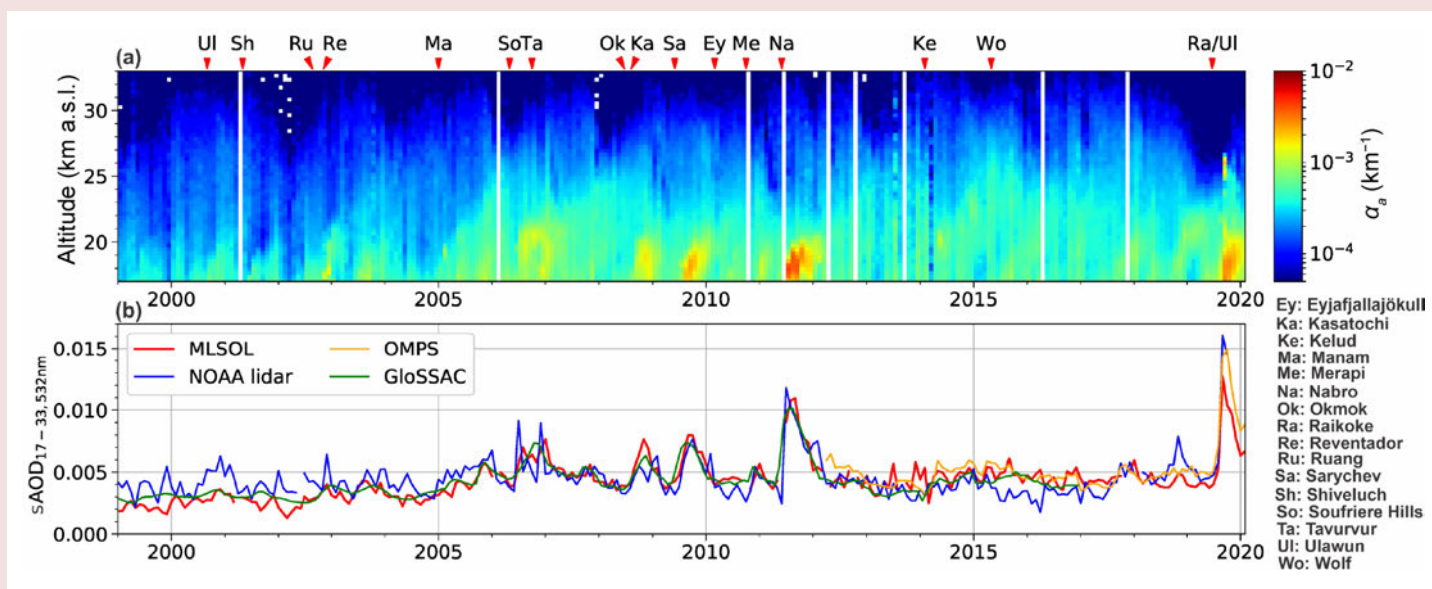 Ul Sh Ru Re Ma SoTa Ok Ka Sa Ey Me Na Ke Wo Ra/Ul
(a)
Altitude (km a.s.l.)
30
25
20
2000 2005 2010 2015 2020
10⁻²
10⁻³
10⁻⁴
αₐ (km⁻¹)
(b)
SAOD₁₇₋₃₃,₅₃₂ₙₘ
0.015
0.010
0.005
0.000
MLSOL
NOAA lidar
OMPS
GloSSAC
2000 2005 2010 2015 2020
Ey: Eyjafjallajökull
Ka: Kasatochi
Ke: Kelud
Ma: Manam
Me: Merapi
Na: Nabro
Ok: Okmok
Ra: Raikoke
Re: Reventador
Ru: Ruang
Sa: Sarychev
Sh: Shiveluch
So: Soufriere Hills
Ta: Tavurvur
Ul: Ulawun
Wo: Wolf